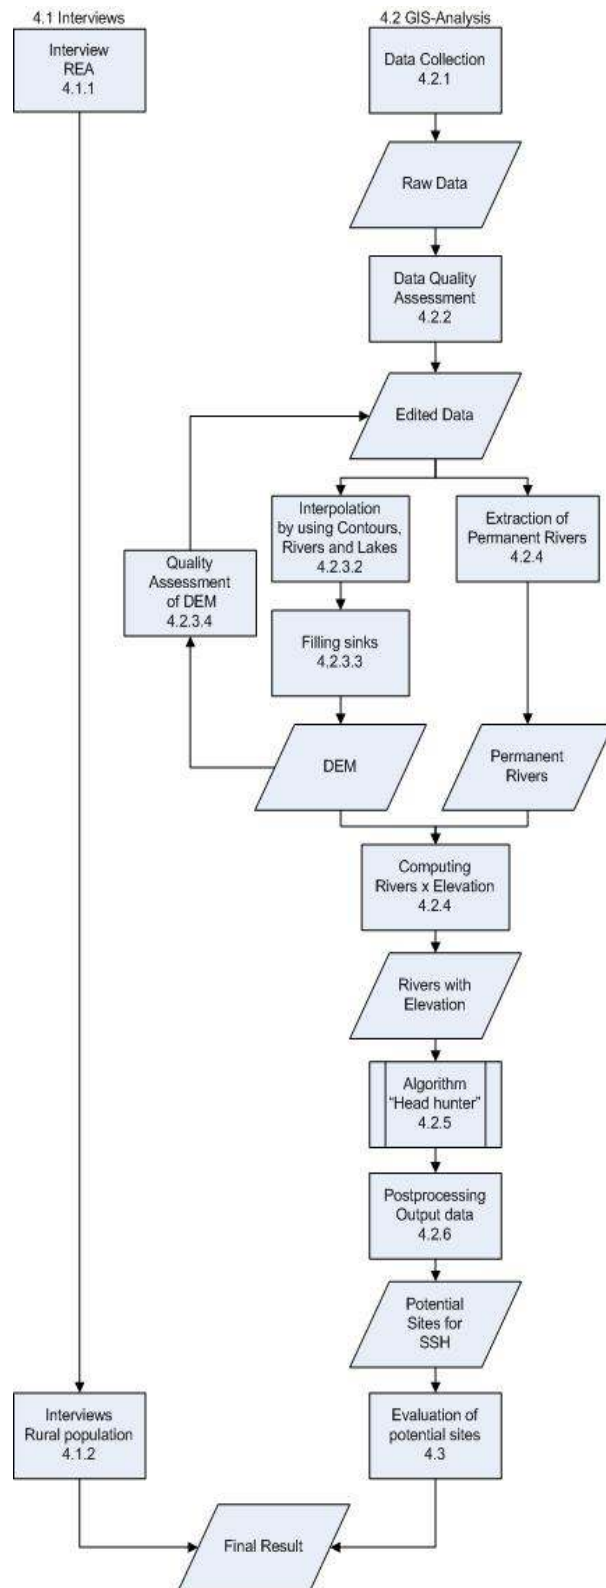 4.1 Interviews
4.2 GIS-Analysis
Interview
REA
4.1.1
Data Collection
4.2.1
Raw Data
Data Quality
Assessment
4.2.2
Edited Data
Interpolation
by using Contours,
Rivers and Lakes
4.2.3.2
Extraction of
Permanent Rivers
4.2.4
Quality
Assessment
of DEM
4.2.3.4
Filling sinks
4.2.3.3
DEM
Permanent
Rivers
Computing
Rivers x Elevation
4.2.4
Rivers with
Elevation
Algorithm
“Head hunter”
4.2.5
Postprocessing
Output data
4.2.6
Potential
Sites for
SSH
Interviews
Rural population
4.1.2
Evaluation of
potential sites
4.3
Final Result